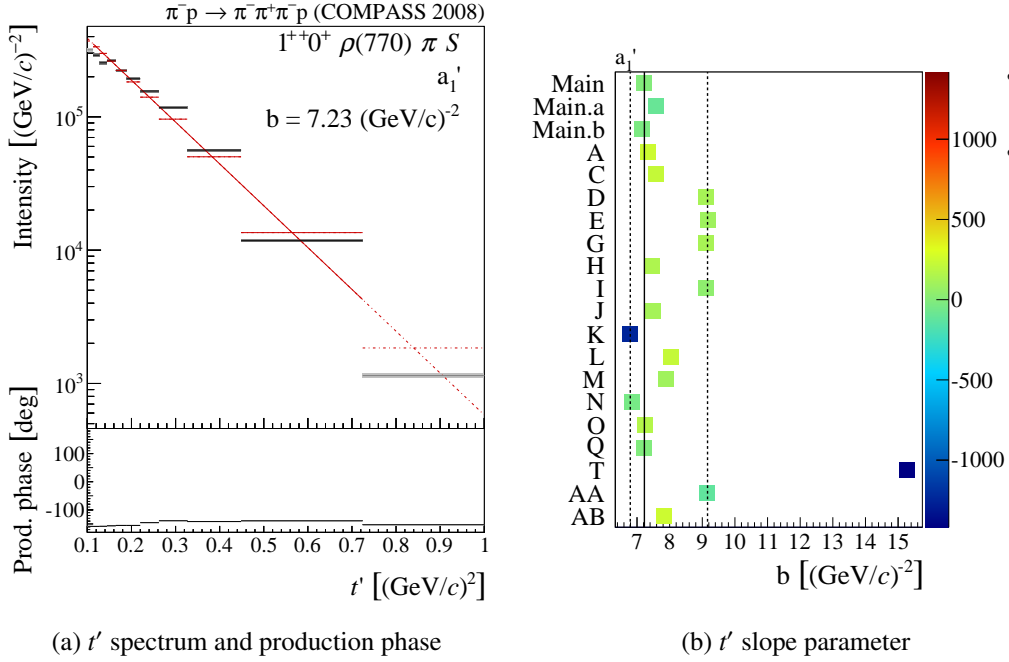 π⁻p → π⁻π⁺π⁻p (COMPASS 2008)
1⁺⁺0⁺ ρ(770) π S
a₁'
b = 7.23 (GeV/c)⁻²
Intensity [(GeV/c)⁻²]
10⁵
10⁴
10³
Prod. phase [deg]
100
0
-100
0.1 0.2 0.3 0.4 0.5 0.6 0.7 0.8 0.9 1
t' [(GeV/c)²]
(a) t′ spectrum and production phase
a₁'
Main
Main.a
Main.b
A
C
D
E
G
H
I
J
K
L
M
N
O
Q
T
AA
AB
7 8 9 10 11 12 13 14 15
b [(GeV/c)⁻²]
1000
500
0
-500
-1000
(b) t′ slope parameter